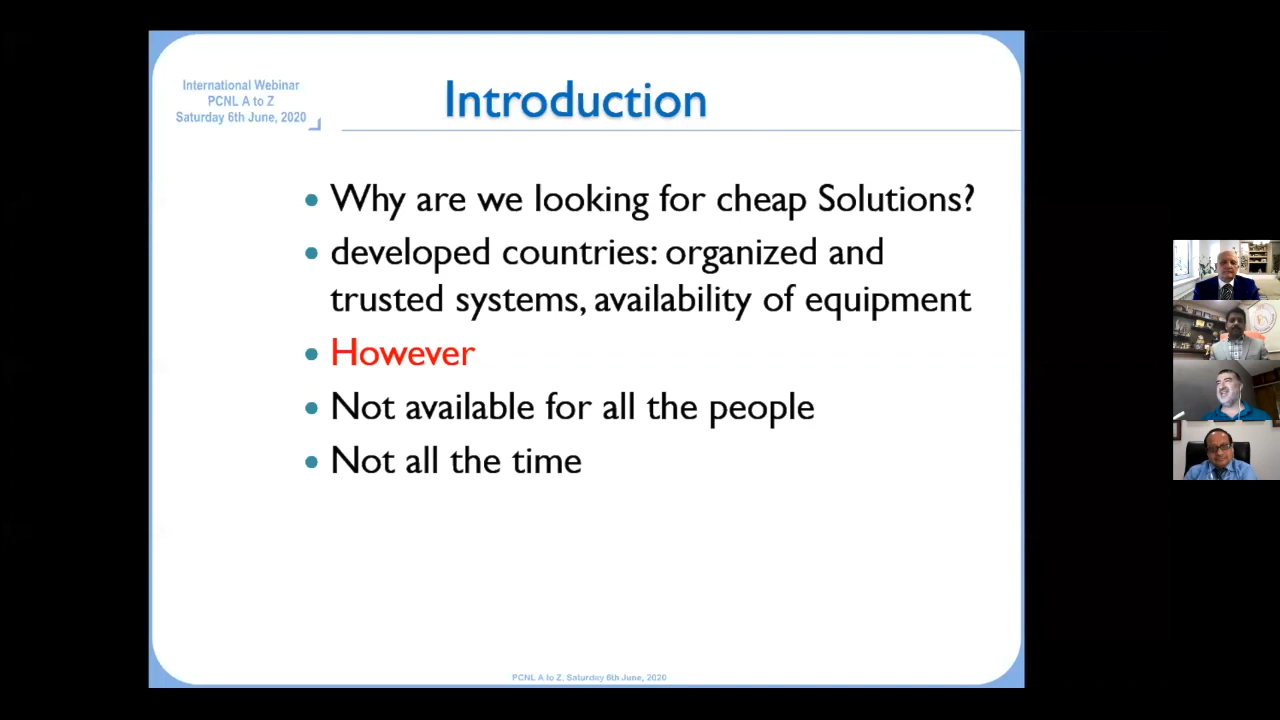 International Webinar
PCNL A to Z
Saturday 6th June, 2020
Introduction
• Why are we looking for cheap Solutions?
• developed countries: organized and
trusted systems, availability of equipment
• However
• Not available for all the people
• Not all the time
PCNL A to Z, Saturday 6th June, 2020